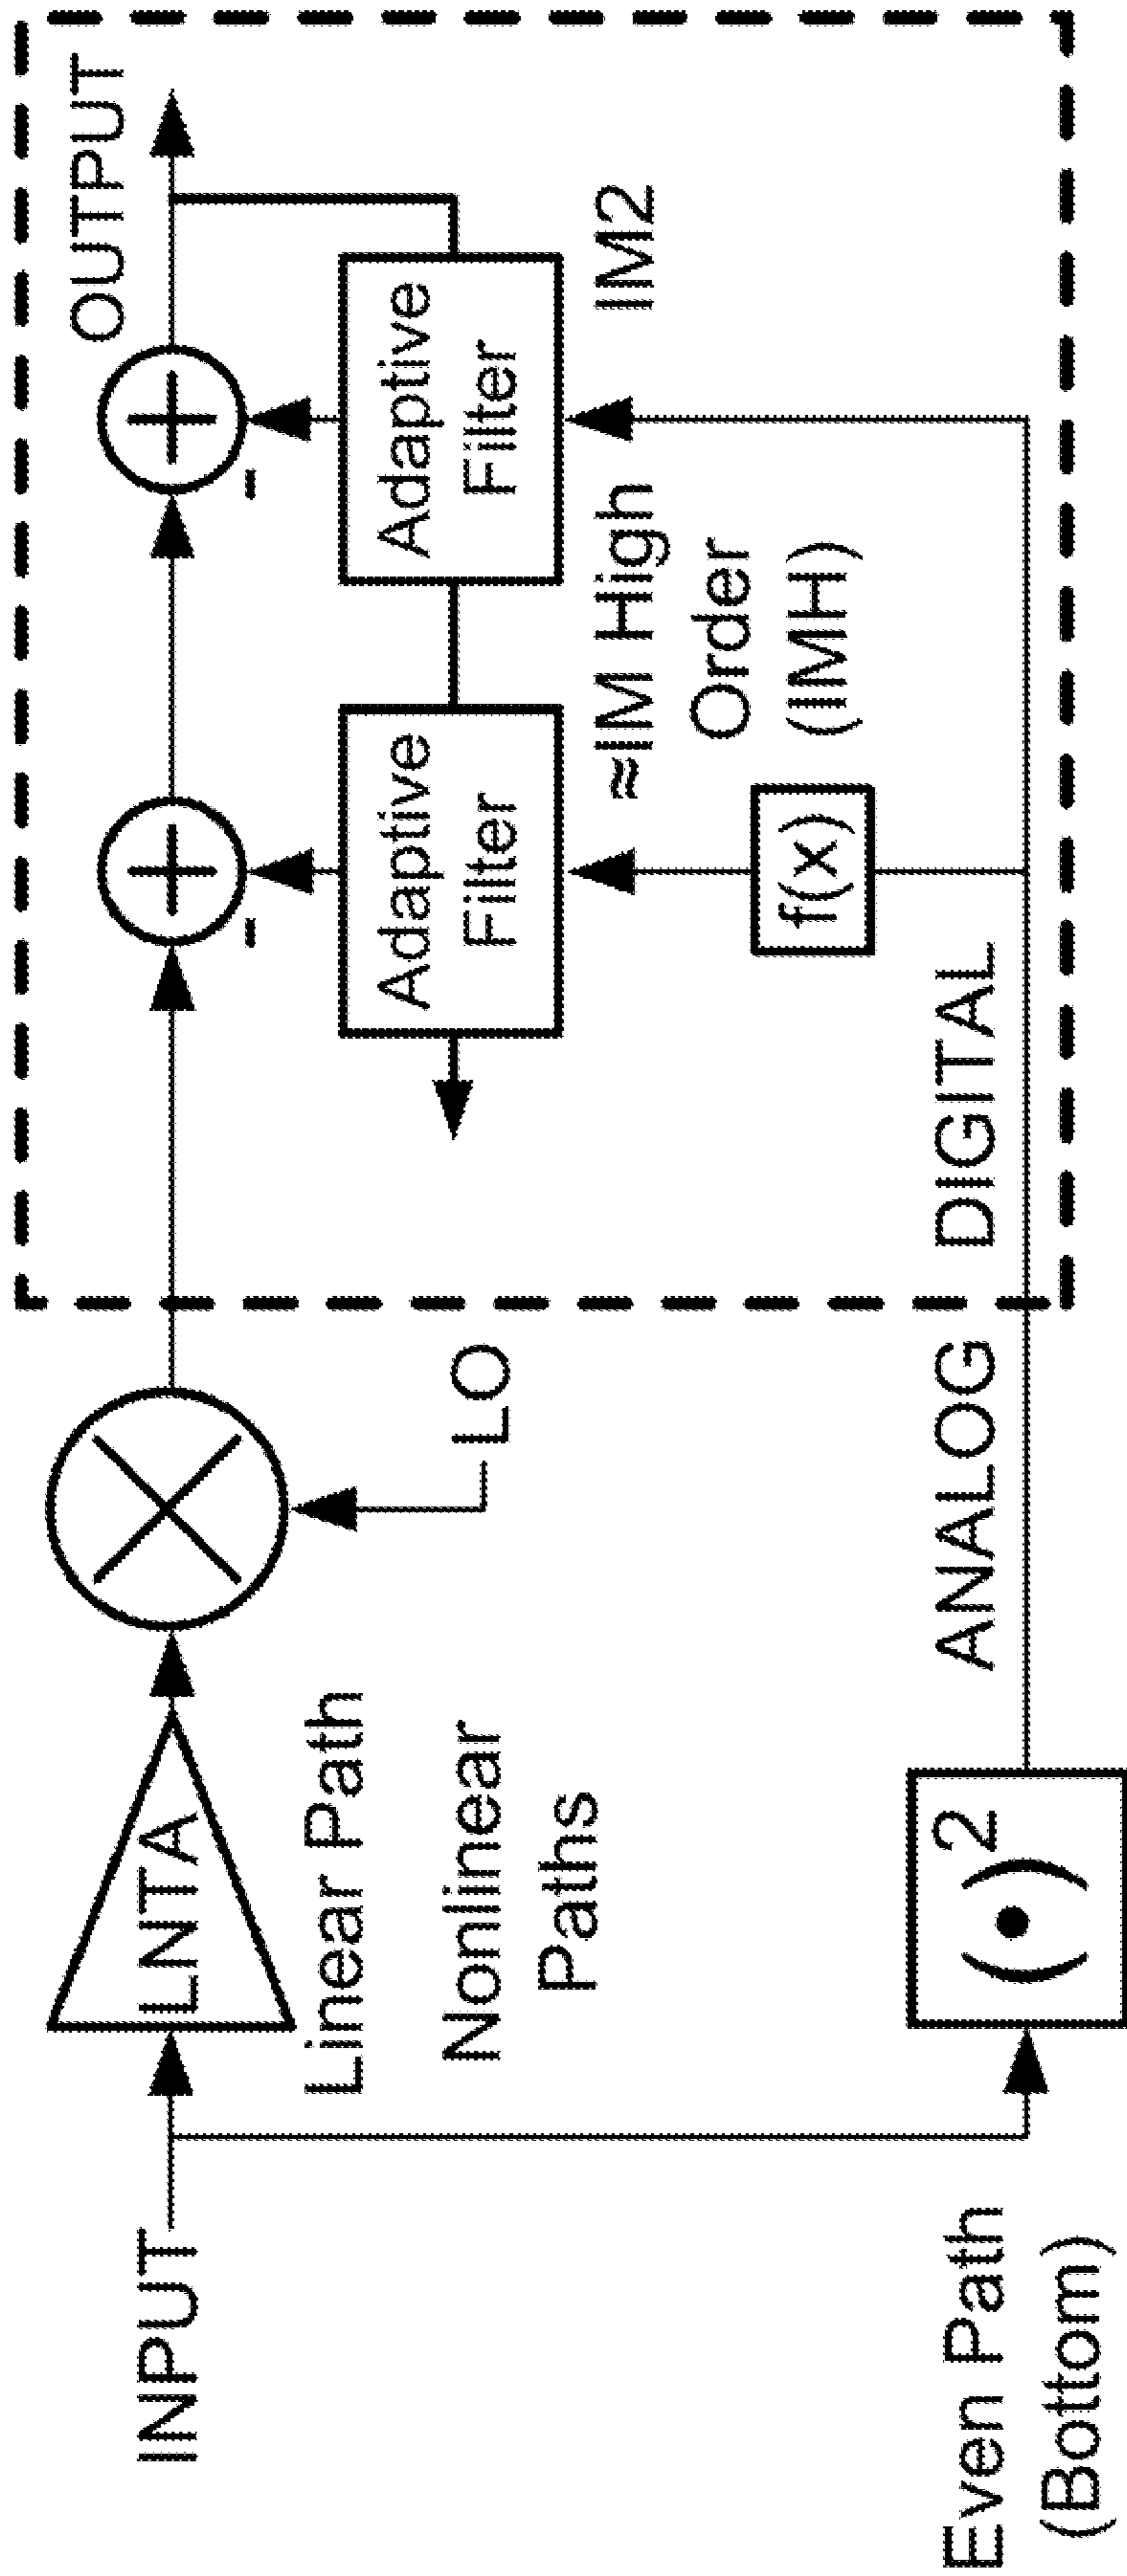 INPUT
LNTA
Linear Path
Nonlinear
Paths
LO
OUTPUT
Adaptive
Filter
Adaptive
Filter
≈IM High
Order
(IMH)
IM2
f(x)
ANALOG
DIGITAL
(•)²
Even Path
(Bottom)